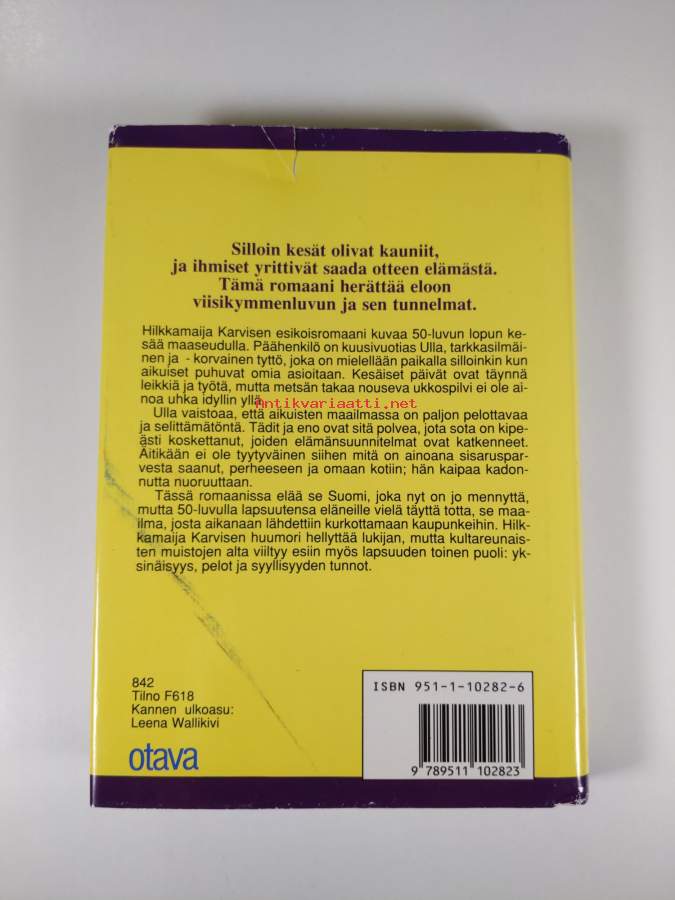 Silloin kesät olivat kauniit,
ja ihmiset yrittivät saada otteen elämästä.
Tämä romaani herättää eloon
viisikymmenluvun ja sen tunnelmat.
Hilkkamaija Karvisen esikoisromaani kuvaa 50-luvun lopun ke-
sää maaseudulla. Päähenkilö on kuusivuotias Ulla, tarkkasilmäi-
nen ja - korvainen tyttö, joka on mielellään paikalla silloinkin kun
aikuiset puhuvat omia asioitaan. Kesäiset päivät ovat täynnä
leikkiä ja työtä, mutta metsän takaa nouseva ukkospilvi ei ole ai-
noa uhka idyllin yllä.
antikvariaatti.net
Ulla vaistoaa, että aikuisten maailmassa on paljon pelottavaa
ja selittämätöntä. Tädit ja eno ovat sitä polvea, jota sota on kipe-
ästi koskettanut, joiden elämänsuunnitelmat ovat katkenneet.
Äitikään ei ole tyytyväinen siihen mitä on ainoana sisaruspar-
vesta saanut, perheeseen ja omaan kotiin; hän kaipaa kadon-
nutta nuoruuttaan.
Tässä romaanissa elää se Suomi, joka nyt on jo mennyttä,
mutta 50-luvulla lapsuutensa eläneille vielä täyttä totta, se maa-
ilma, josta aikanaan lähdettiin kurkottamaan kaupunkeihin. Hilk-
kamaija Karvisen huumori hellyttää lukijan, mutta kultareunais-
ten muistojen alta viiltyy esiin myös lapsuuden toinen puoli: yk-
sinäisyys, pelot ja syyllisyyden tunnot.
842
Tilno F618
Kannen ulkoasu:
Leena Wallikivi
otava
ISBN 951-1-10282-6
9 789511 102823